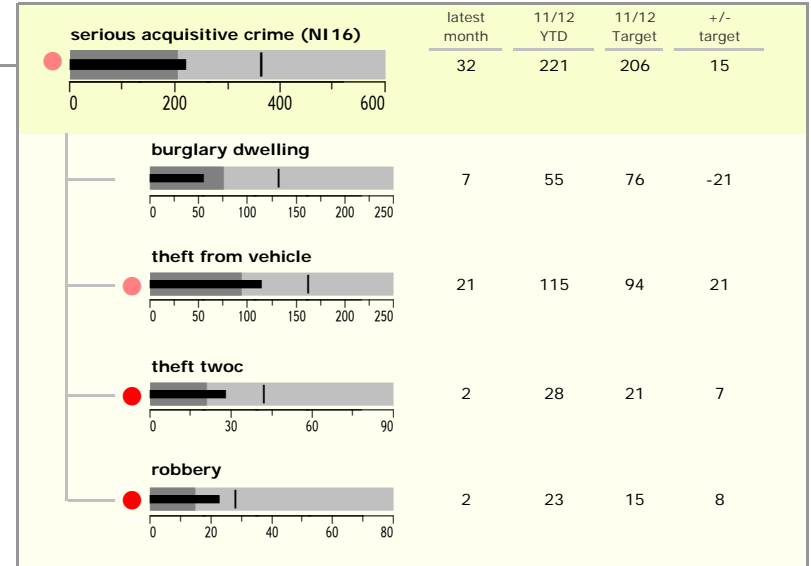 latest 11/12 11/12 +/-
month YTD Target target
serious acquisitive crime (NI16)
32 221 206 15
0 200 400 600
burglary dwelling
7 55 76 -21
0 50 100 150 200 250
theft from vehicle
21 115 94 21
0 50 100 150 200 250
theft twoc
2 28 21 7
0 30 60 90
robbery
2 23 15 8
0 20 40 60 80